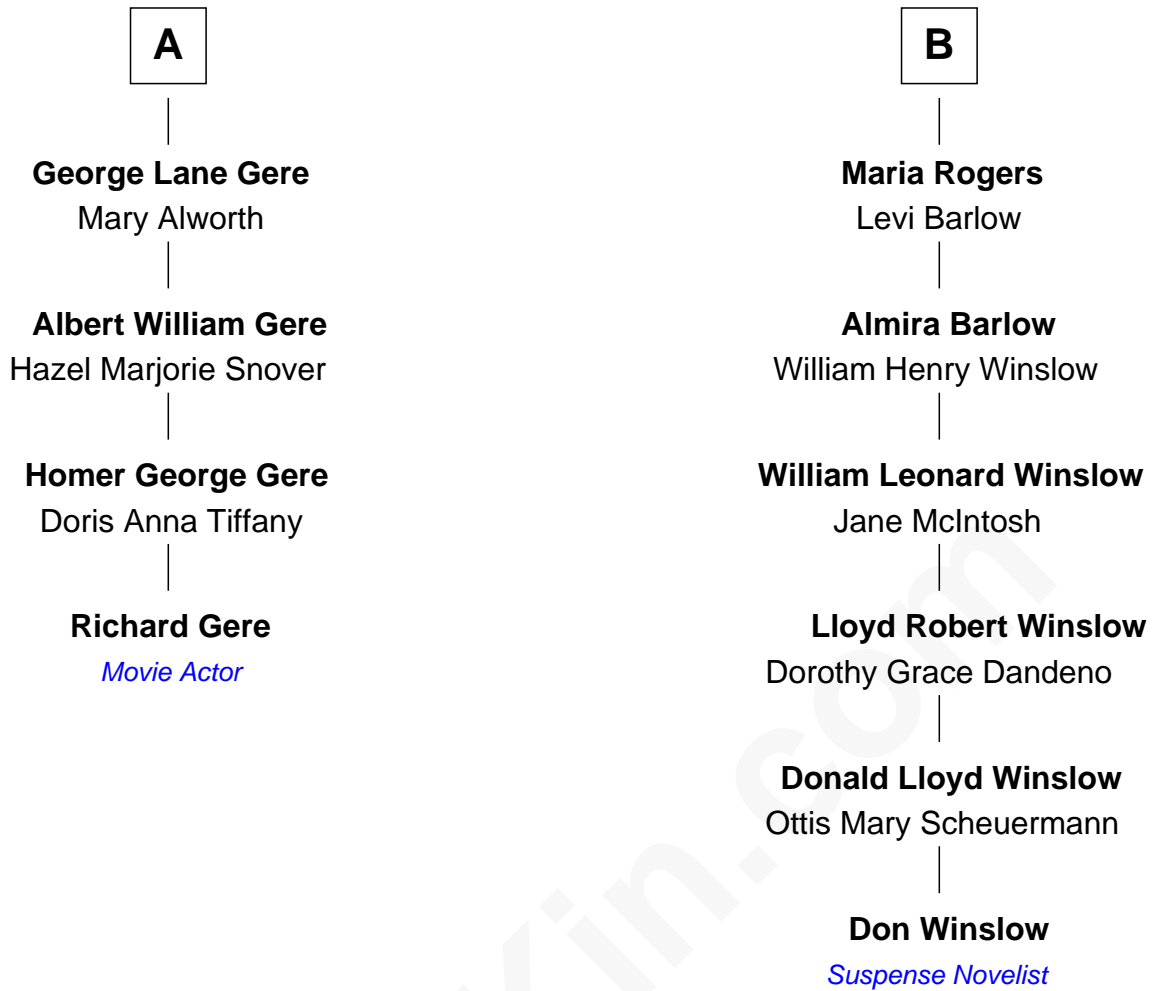 A
George Lane Gere
Mary Alworth
Albert William Gere
Hazel Marjorie Snover
Homer George Gere
Doris Anna Tiffany
Richard Gere
Movie Actor
B
Maria Rogers
Levi Barlow
Almira Barlow
William Henry Winslow
William Leonard Winslow
Jane McIntosh
Lloyd Robert Winslow
Dorothy Grace Dandeno
Donald Lloyd Winslow
Ottis Mary Scheuermann
Don Winslow
Suspense Novelist
Kin.com